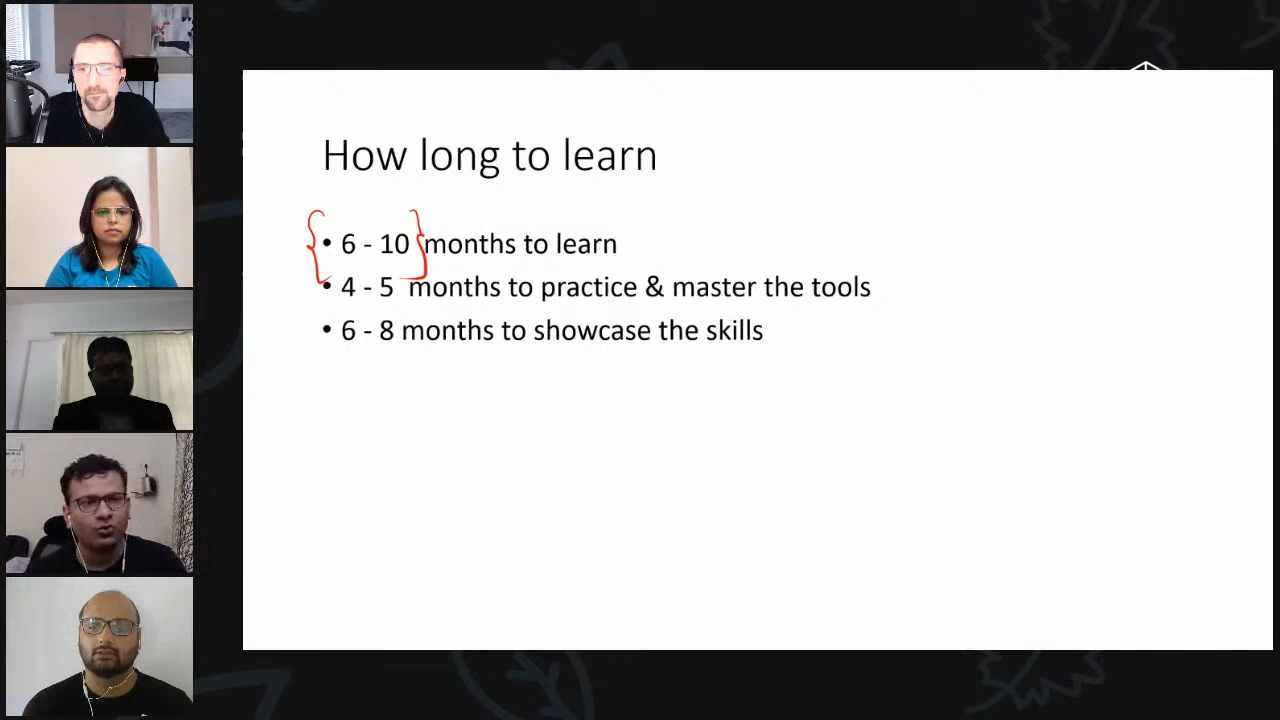 How long to learn
• 6 - 10 months to learn
• 4 - 5 months to practice & master the tools
• 6 - 8 months to showcase the skills